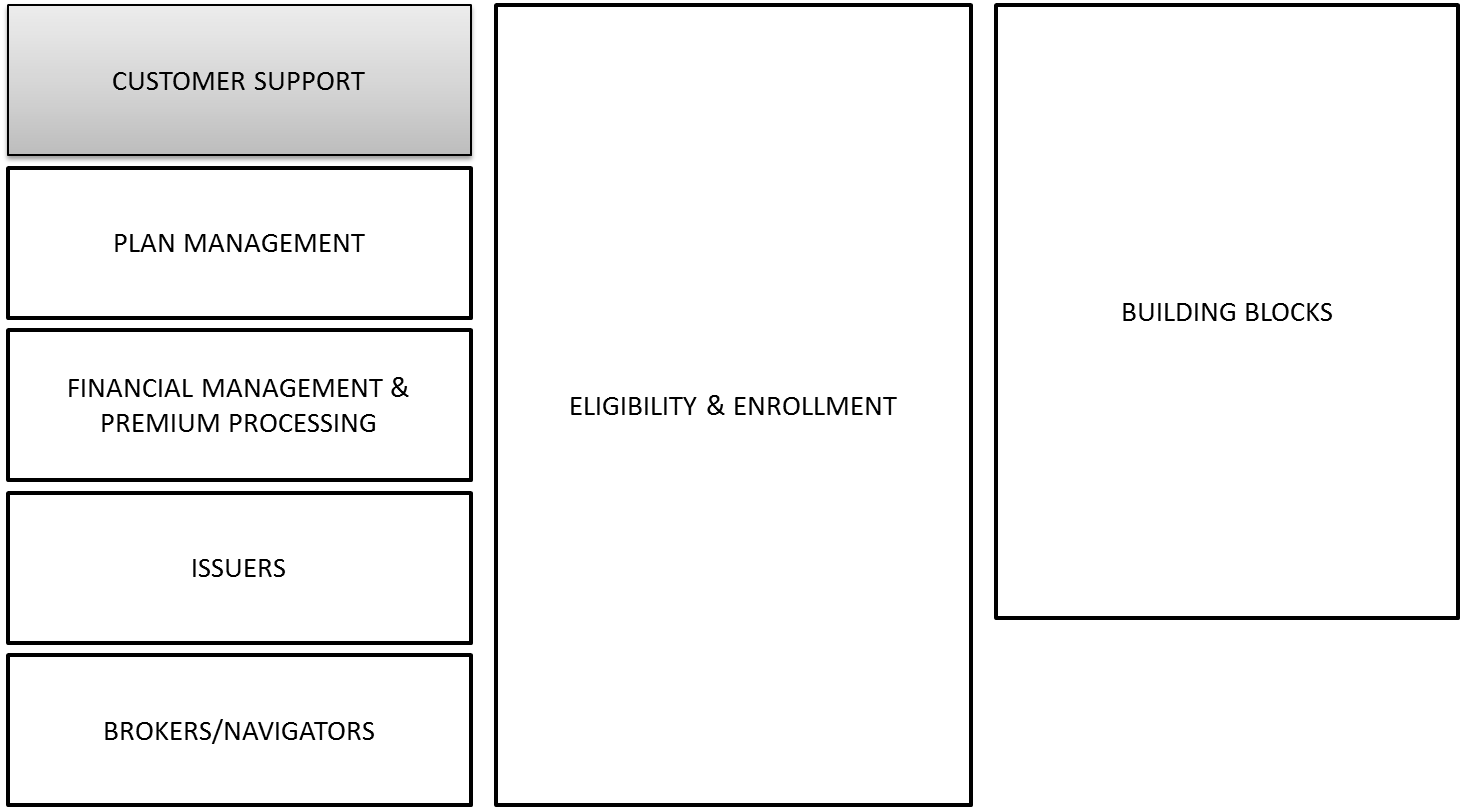 CUSTOMER SUPPORT
PLAN MANAGEMENT
FINANCIAL MANAGEMENT &
PREMIUM PROCESSING
ISSUERS
BROKERS/NAVIGATORS
ELIGIBILITY & ENROLLMENT
BUILDING BLOCKS